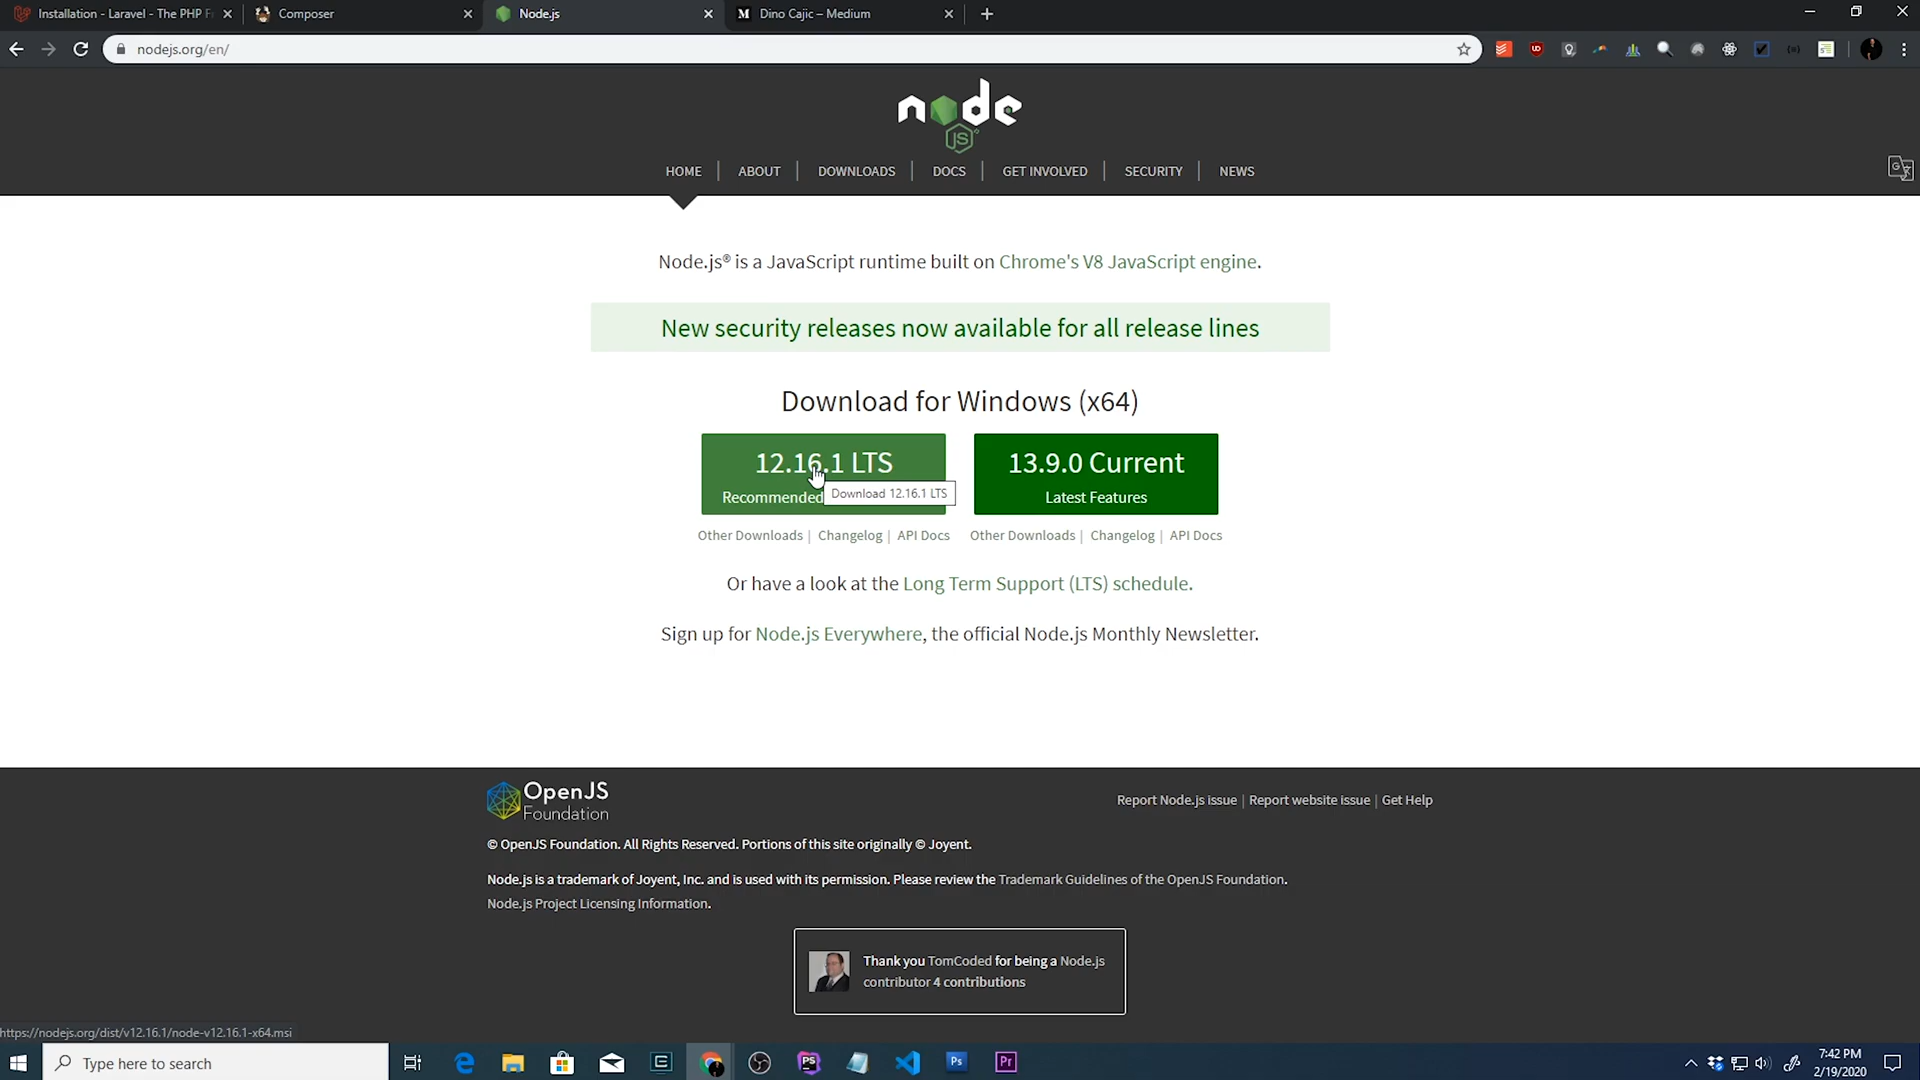 Installation - Laravel - The PHP F
Composer
Node.js
Dino Cajic – Medium
nodejs.org/en/
node
JS
HOME
ABOUT
DOWNLOADS
DOCS
GET INVOLVED
SECURITY
NEWS
Node.js® is a JavaScript runtime built on Chrome's V8 JavaScript engine.
New security releases now available for all release lines
Download for Windows (x64)
12.16.1 LTS
Recommended
Download 12.16.1 LTS
13.9.0 Current
Latest Features
Other Downloads | Changelog | API Docs
Other Downloads | Changelog | API Docs
Or have a look at the Long Term Support (LTS) schedule.
Sign up for Node.js Everywhere, the official Node.js Monthly Newsletter.
OpenJS
Foundation
Report Node.js issue | Report website issue | Get Help
© OpenJS Foundation. All Rights Reserved. Portions of this site originally © Joyent.
Node.js is a trademark of Joyent, Inc. and is used with its permission. Please review the Trademark Guidelines of the OpenJS Foundation.
Node.js Project Licensing Information.
Thank you TomCoded for being a Node.js
contributor 4 contributions
https://nodejs.org/dist/v12.16.1/node-v12.16.1-x64.msi
Type here to search
PS
Ps
Pr
7:42 PM
2/19/2020